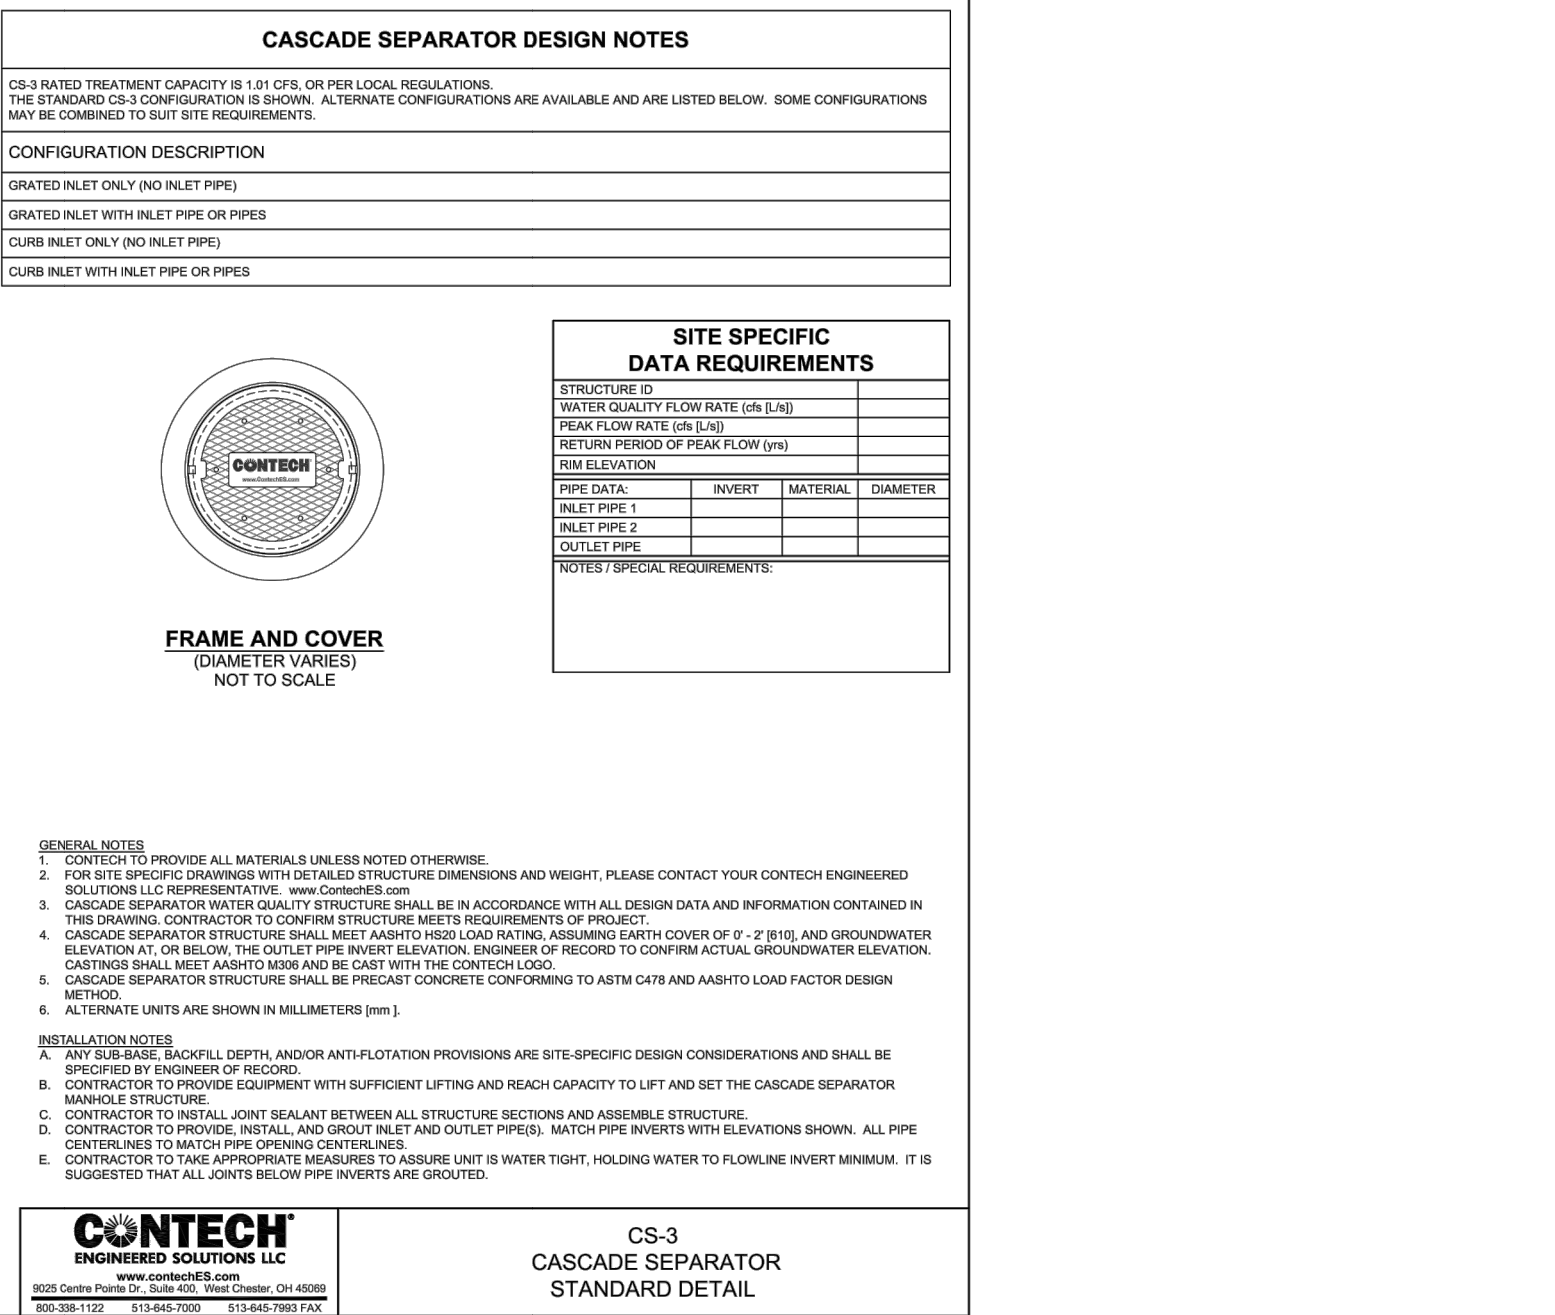 CASCADE SEPARATOR DESIGN NOTES
CS-3 RATED TREATMENT CAPACITY IS 1.01 CFS, OR PER LOCAL REGULATIONS.
THE STANDARD CS-3 CONFIGURATION IS SHOWN. ALTERNATE CONFIGURATIONS ARE AVAILABLE AND ARE LISTED BELOW. SOME CONFIGURATIONS
MAY BE COMBINED TO SUIT SITE REQUIREMENTS.
CONFIGURATION DESCRIPTION
GRATED INLET ONLY (NO INLET PIPE)
GRATED INLET WITH INLET PIPE OR PIPES
CURB INLET ONLY (NO INLET PIPE)
CURB INLET WITH INLET PIPE OR PIPES
CONTECH
www.ContechES.com
FRAME AND COVER
(DIAMETER VARIES)
NOT TO SCALE
SITE SPECIFIC
DATA REQUIREMENTS
STRUCTURE ID
WATER QUALITY FLOW RATE (cfs [L/s])
PEAK FLOW RATE (cfs [L/s])
RETURN PERIOD OF PEAK FLOW (yrs)
RIM ELEVATION
PIPE DATA: INVERT MATERIAL DIAMETER
INLET PIPE 1
INLET PIPE 2
OUTLET PIPE
NOTES / SPECIAL REQUIREMENTS:
GENERAL NOTES
1. CONTECH TO PROVIDE ALL MATERIALS UNLESS NOTED OTHERWISE.
2. FOR SITE SPECIFIC DRAWINGS WITH DETAILED STRUCTURE DIMENSIONS AND WEIGHT, PLEASE CONTACT YOUR CONTECH ENGINEERED
SOLUTIONS LLC REPRESENTATIVE. www.ContechES.com
3. CASCADE SEPARATOR WATER QUALITY STRUCTURE SHALL BE IN ACCORDANCE WITH ALL DESIGN DATA AND INFORMATION CONTAINED IN
THIS DRAWING. CONTRACTOR TO CONFIRM STRUCTURE MEETS REQUIREMENTS OF PROJECT.
4. CASCADE SEPARATOR STRUCTURE SHALL MEET AASHTO HS20 LOAD RATING, ASSUMING EARTH COVER OF 0' - 2' [610], AND GROUNDWATER
ELEVATION AT, OR BELOW, THE OUTLET PIPE INVERT ELEVATION. ENGINEER OF RECORD TO CONFIRM ACTUAL GROUNDWATER ELEVATION.
CASTINGS SHALL MEET AASHTO M306 AND BE CAST WITH THE CONTECH LOGO.
5. CASCADE SEPARATOR STRUCTURE SHALL BE PRECAST CONCRETE CONFORMING TO ASTM C478 AND AASHTO LOAD FACTOR DESIGN
METHOD.
6. ALTERNATE UNITS ARE SHOWN IN MILLIMETERS [mm ].
INSTALLATION NOTES
A. ANY SUB-BASE, BACKFILL DEPTH, AND/OR ANTI-FLOTATION PROVISIONS ARE SITE-SPECIFIC DESIGN CONSIDERATIONS AND SHALL BE
SPECIFIED BY ENGINEER OF RECORD.
B. CONTRACTOR TO PROVIDE EQUIPMENT WITH SUFFICIENT LIFTING AND REACH CAPACITY TO LIFT AND SET THE CASCADE SEPARATOR
MANHOLE STRUCTURE.
C. CONTRACTOR TO INSTALL JOINT SEALANT BETWEEN ALL STRUCTURE SECTIONS AND ASSEMBLE STRUCTURE.
D. CONTRACTOR TO PROVIDE, INSTALL, AND GROUT INLET AND OUTLET PIPE(S). MATCH PIPE INVERTS WITH ELEVATIONS SHOWN. ALL PIPE
CENTERLINES TO MATCH PIPE OPENING CENTERLINES.
E. CONTRACTOR TO TAKE APPROPRIATE MEASURES TO ASSURE UNIT IS WATER TIGHT, HOLDING WATER TO FLOWLINE INVERT MINIMUM. IT IS
SUGGESTED THAT ALL JOINTS BELOW PIPE INVERTS ARE GROUTED.
CONTECH®
ENGINEERED SOLUTIONS LLC
www.contechES.com
9025 Centre Pointe Dr., Suite 400, West Chester, OH 45069
800-338-1122 513-645-7000 513-645-7993 FAX
CS-3
CASCADE SEPARATOR
STANDARD DETAIL